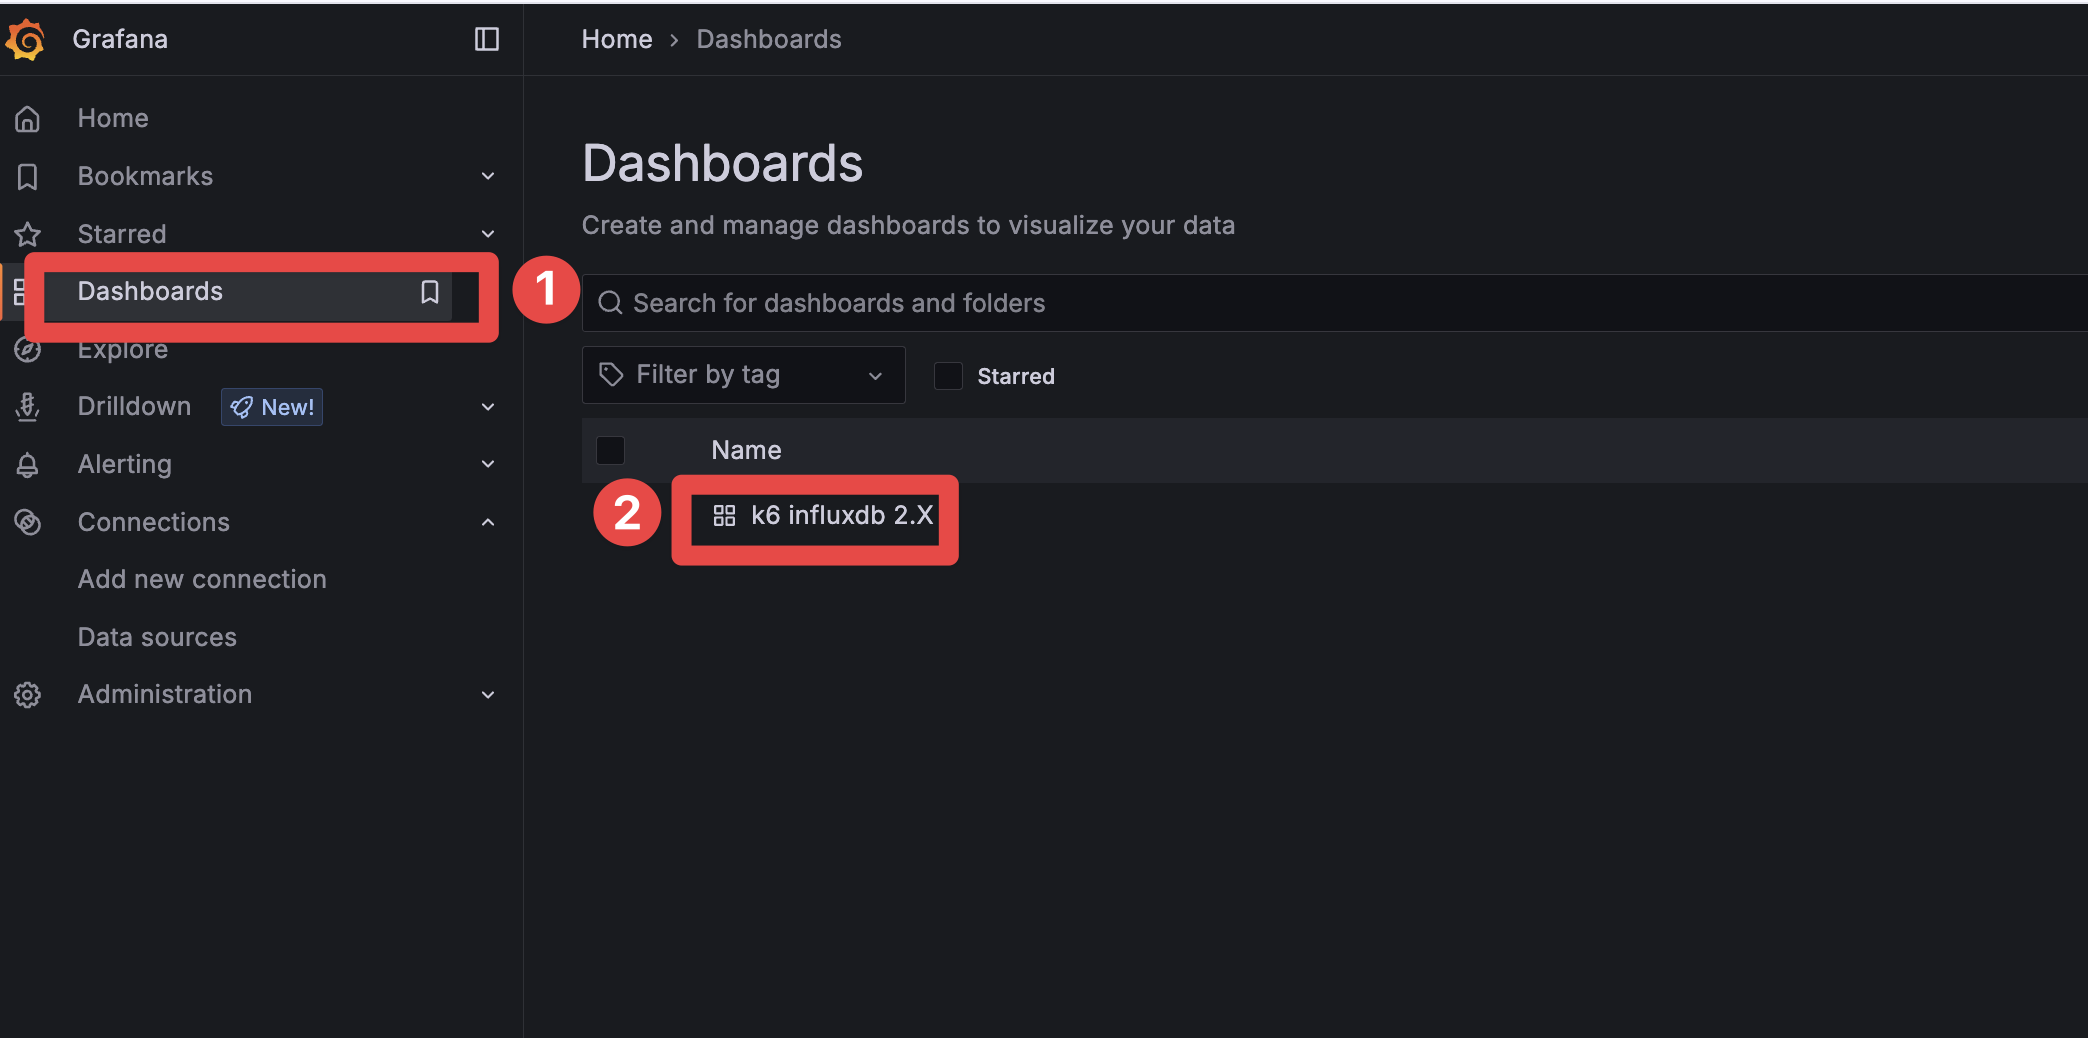 Grafana
Home > Dashboards
Home
Bookmarks
Starred
Dashboards
1
Explore
Drilldown New!
Alerting
Connections
Add new connection
Data sources
Administration
Dashboards
Create and manage dashboards to visualize your data
Search for dashboards and folders
Filter by tag
Starred
Name
2
k6 influxdb 2.X